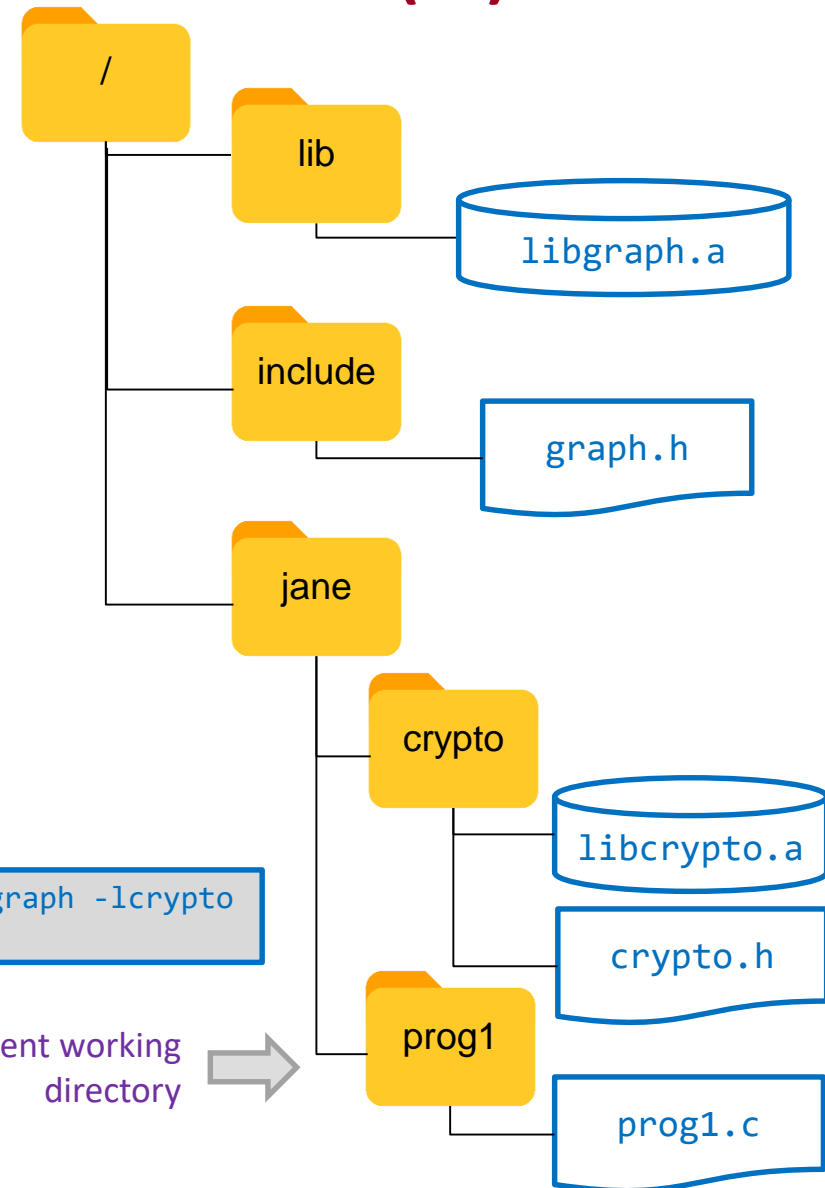 /
lib
libgraph.a
include
graph.h
jane
crypto
libcrypto.a
graph -lcrypto
crypto.h
prog1
ent working
directory
prog1.c